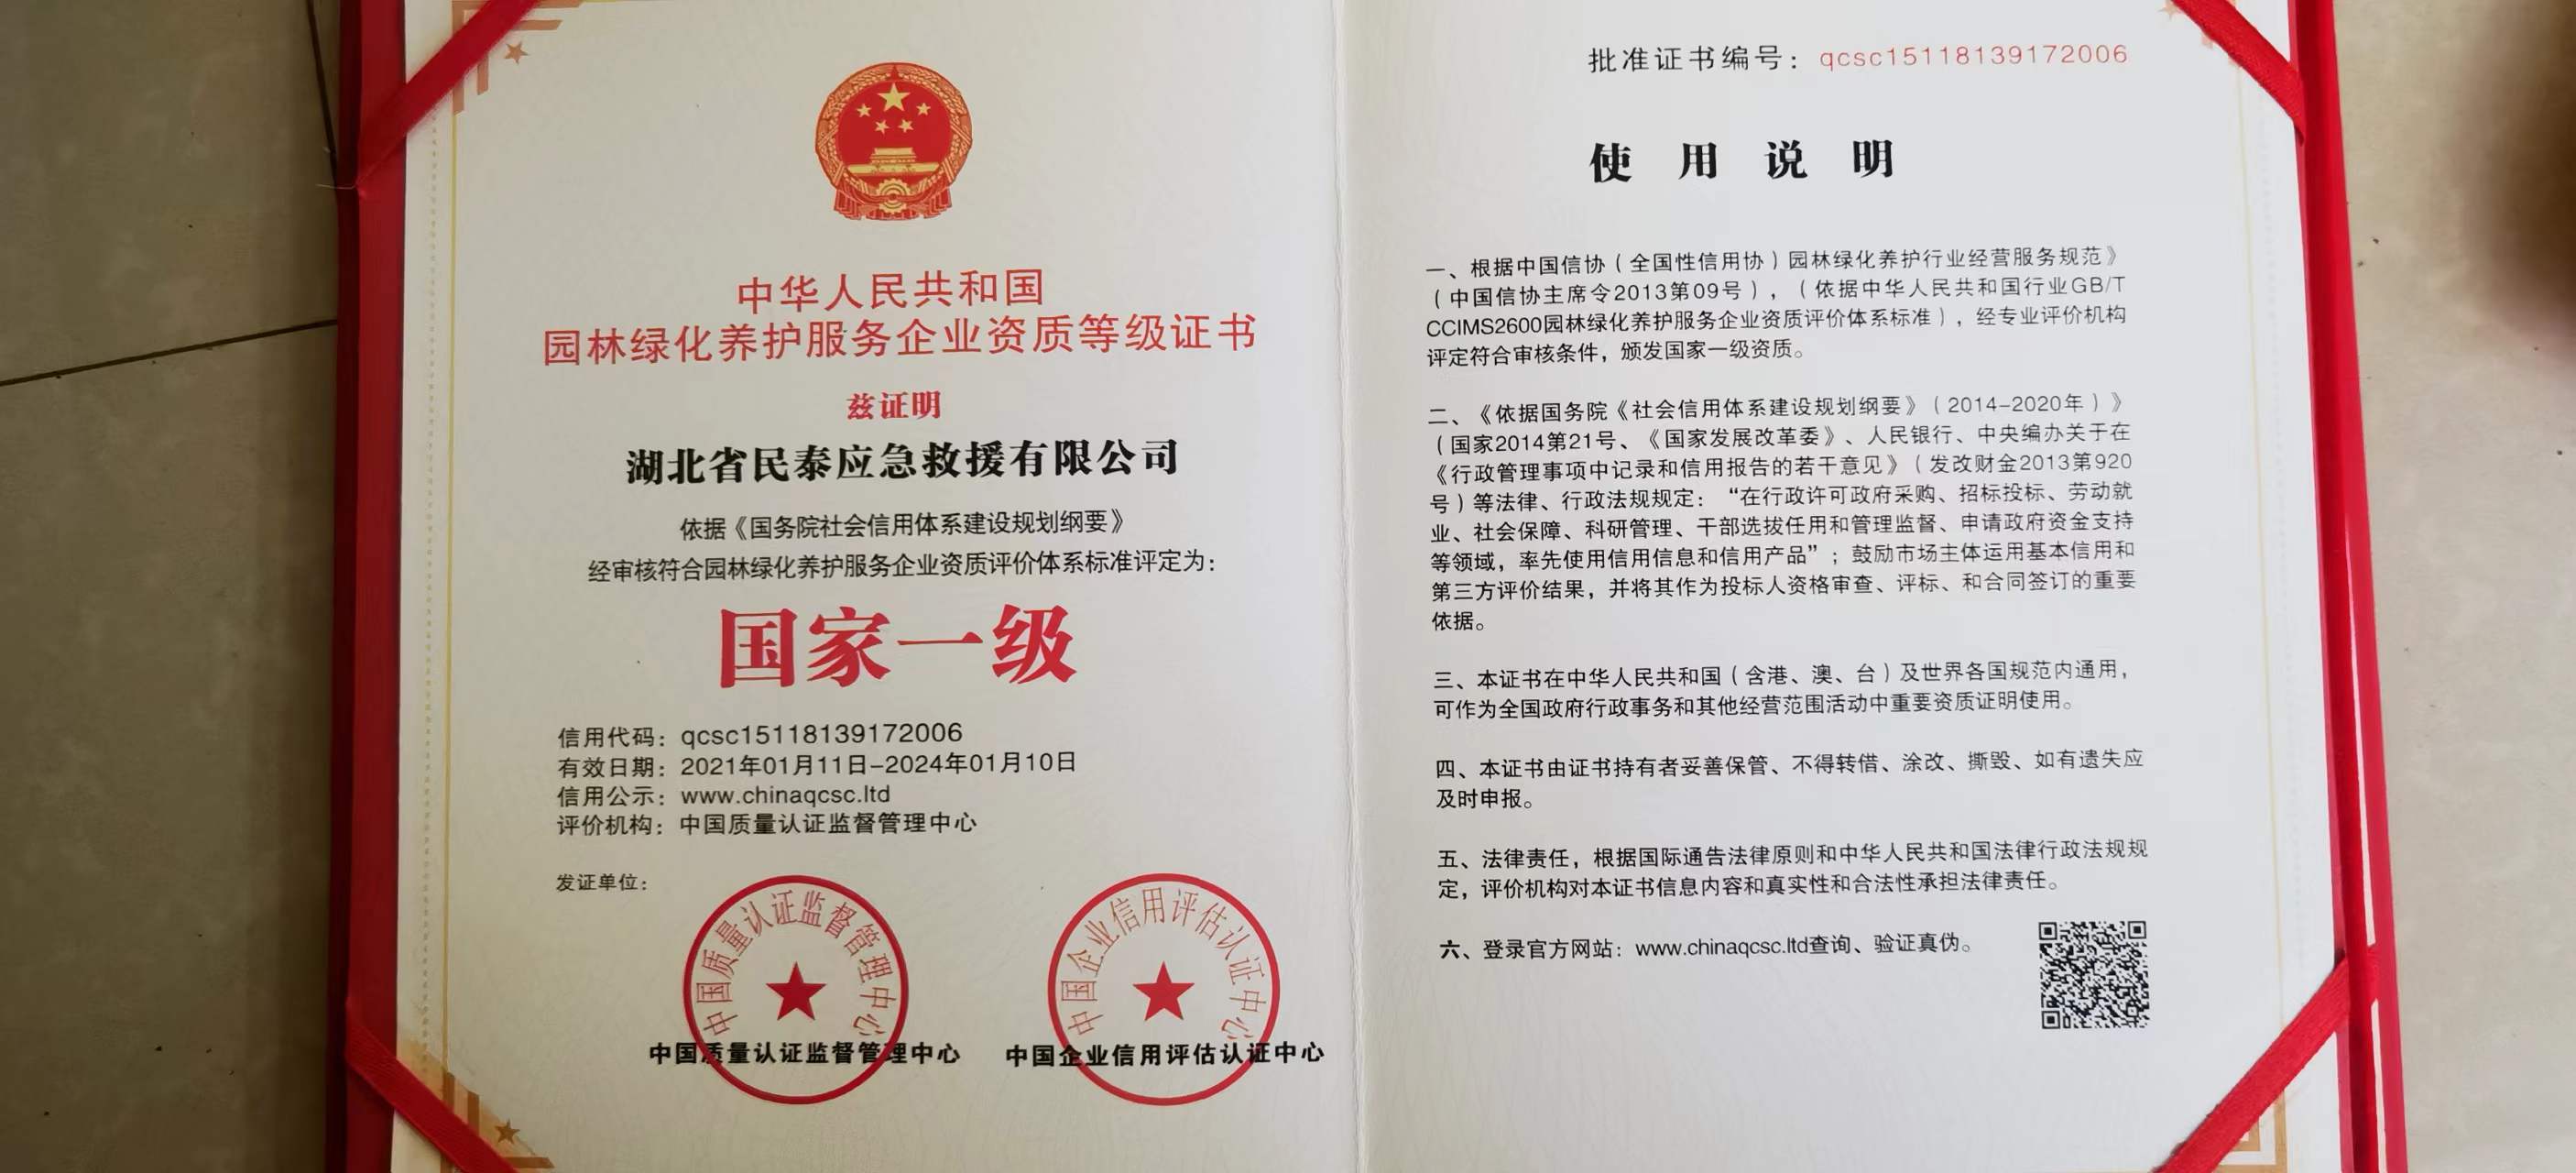 中华人民共和国
园林绿化养护服务企业资质等级证书
兹证明
湖北省民泰应急救援有限公司
依据《国务院社会信用体系建设规划纲要》
经审核符合园林绿化养护服务企业资质评价体系标准评定为：
国家一级
信用代码：qcsc15118139172006
有效日期：2021年01月11日-2024年01月10日
信用公示：www.chinaqcsc.ltd
评价机构：中国质量认证监督管理中心
发证单位：
中国质量认证监督管理中心
中国企业信用评估认证中心
中国质量认证监督管理中心
中国企业信用评估认证中心
批准证书编号：qcsc15118139172006
使用说明
一、根据中国信协（全国性信用协）园林绿化养护行业经营服务规范》
（中国信协主席令2013第09号），（依据中华人民共和国行业GB/T
CCIMS2600园林绿化养护服务企业资质评价体系标准），经专业评价机构
评定符合审核条件，颁发国家一级资质。
二、《依据国务院《社会信用体系建设规划纲要》（2014-2020年）》
（国家2014第21号、《国家发展改革委》、人民银行、中央编办关于在
《行政管理事项中记录和信用报告的若干意见》（发改财金2013第920
号）等法律、行政法规规定：“在行政许可政府采购、招标投标、劳动就
业、社会保障、科研管理、干部选拔任用和管理监督、申请政府资金支持
等领域，率先使用信用信息和信用产品”；鼓励市场主体运用基本信用和
第三方评价结果，并将其作为投标人资格审查、评标、和合同签订的重要
依据。
三、本证书在中华人民共和国（含港、澳、台）及世界各国规范内通用，
可作为全国政府行政事务和其他经营范围活动中重要资质证明使用。
四、本证书由证书持有者妥善保管、不得转借、涂改、撕毁、如有遗失应
及时申报。
五、法律责任，根据国际通告法律原则和中华人民共和国法律行政法规规
定，评价机构对本证书信息内容和真实性和合法性承担法律责任。
六、登录官方网站：www.chinaqcsc.ltd查询、验证真伪。